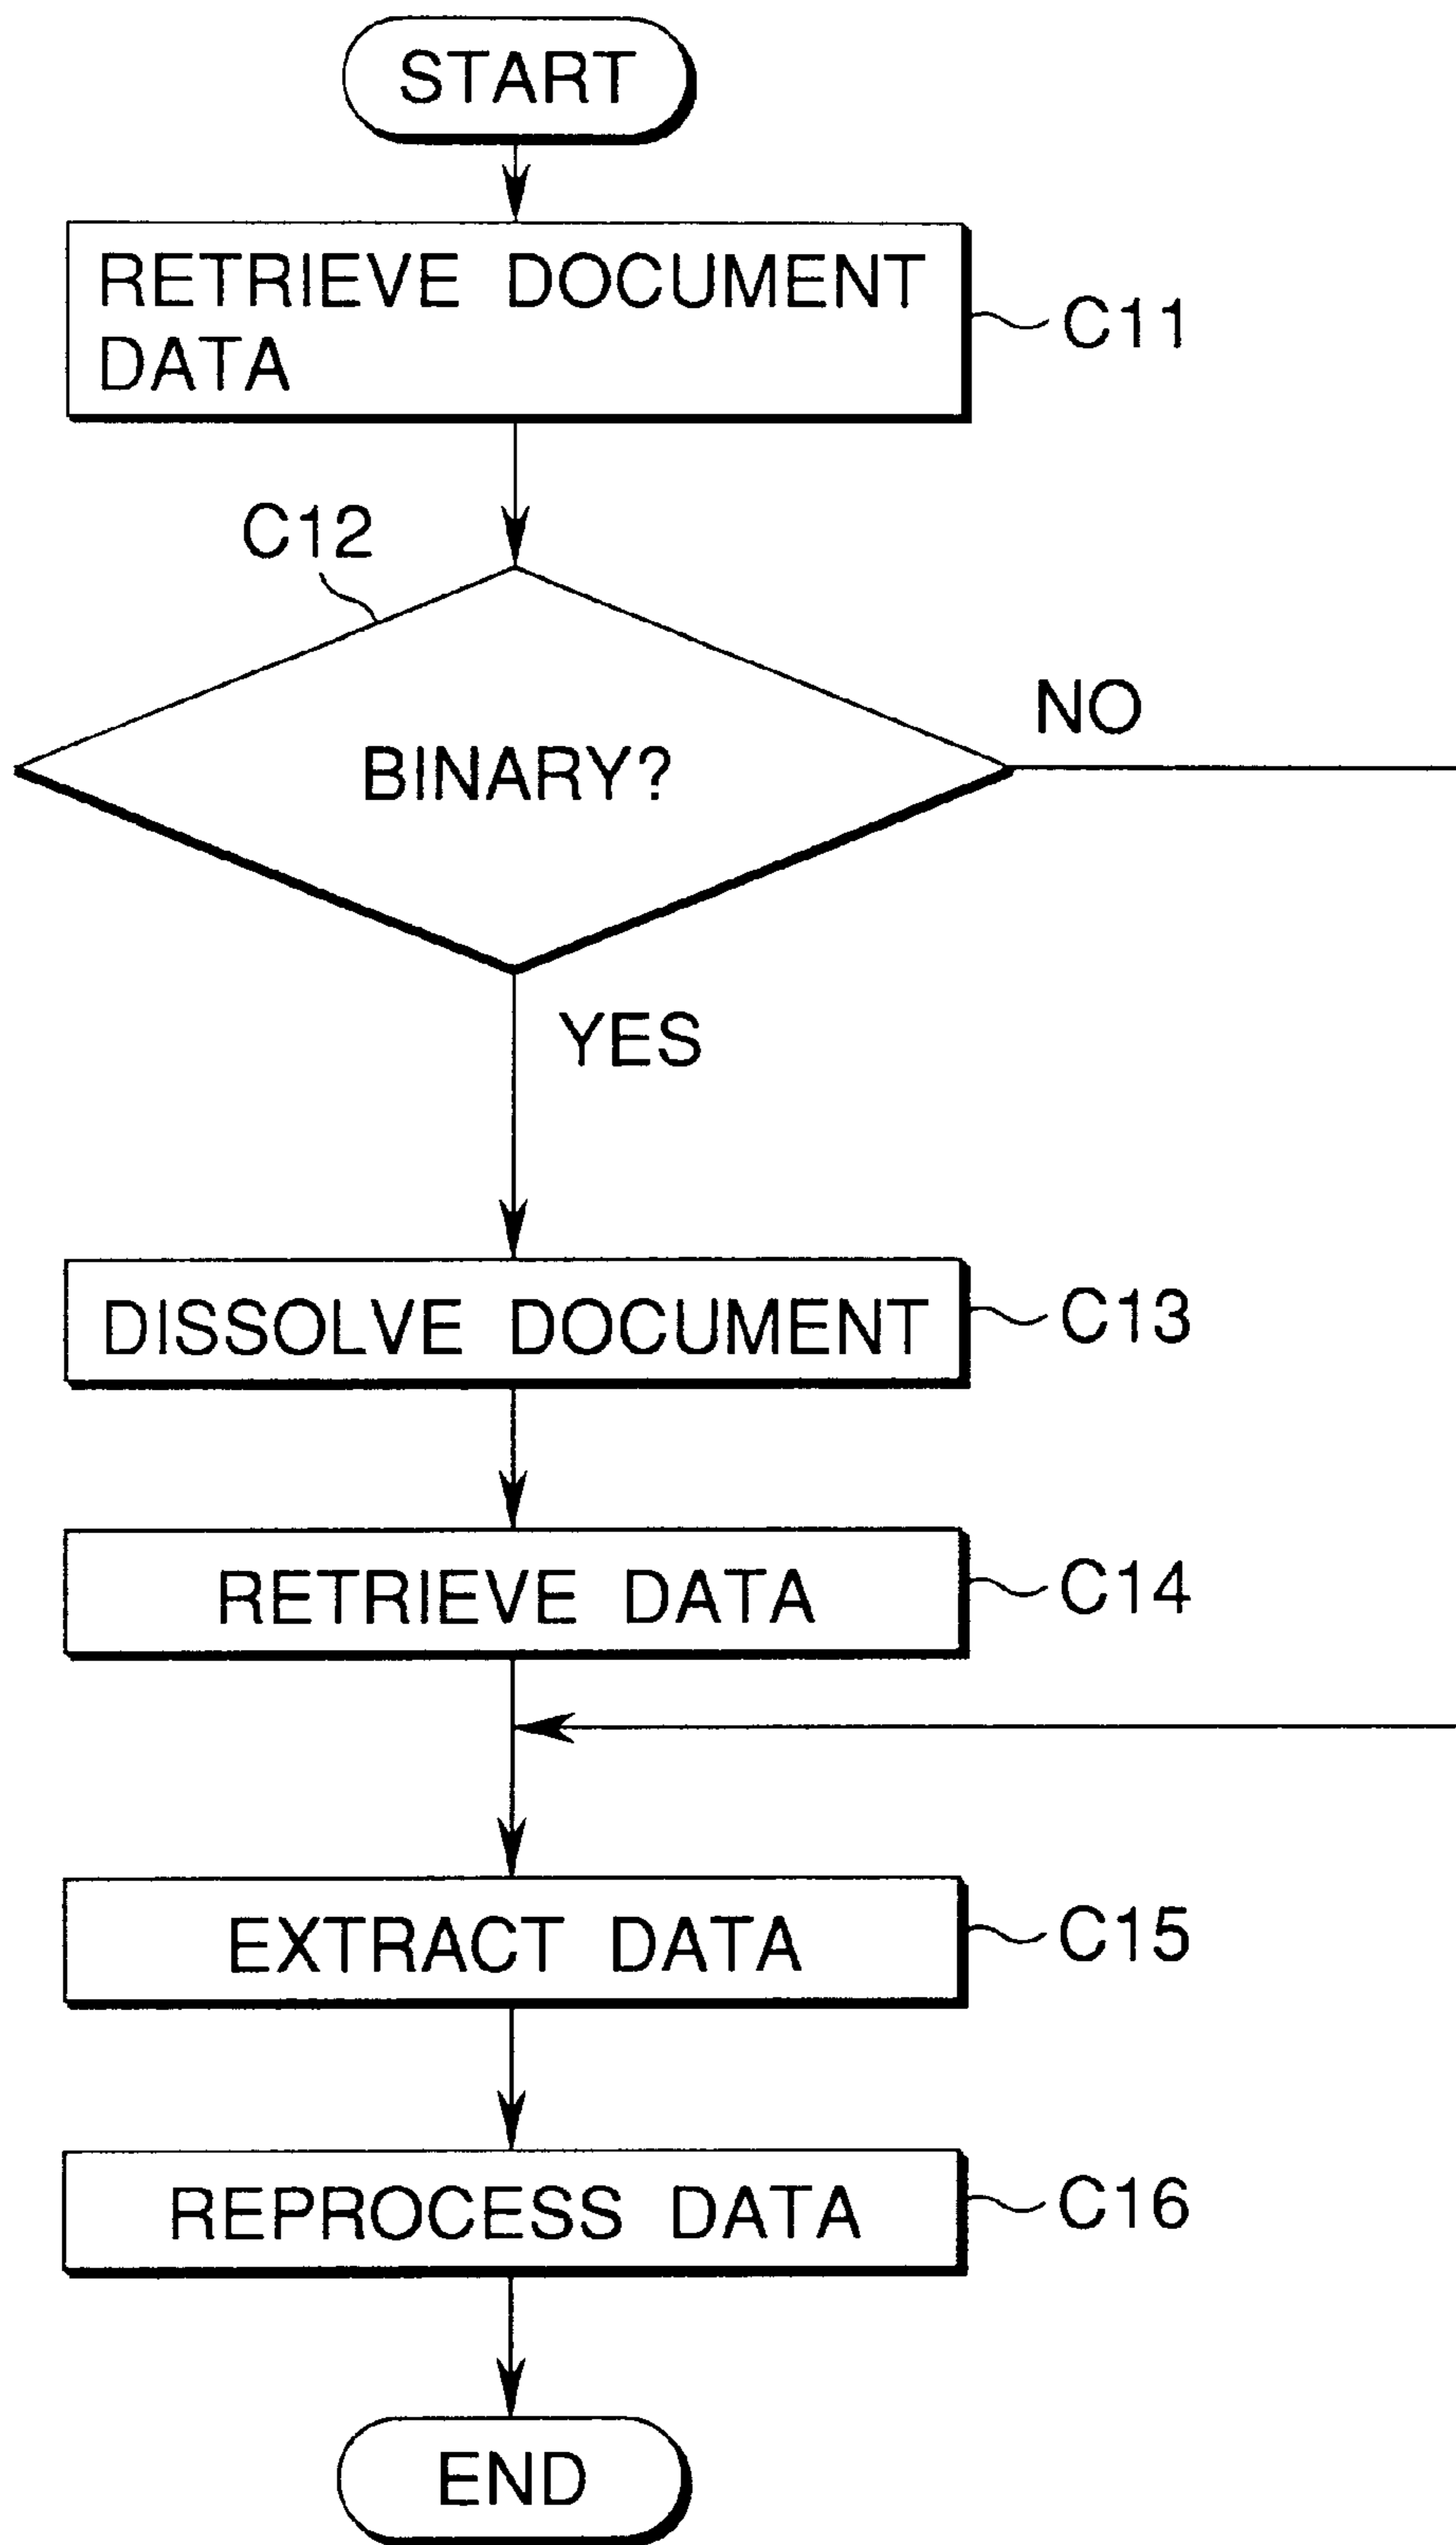 START
RETRIEVE DOCUMENT
DATA
C11
C12
BINARY?
NO
YES
DISSOLVE DOCUMENT
C13
RETRIEVE DATA
C14
EXTRACT DATA
C15
REPROCESS DATA
C16
END